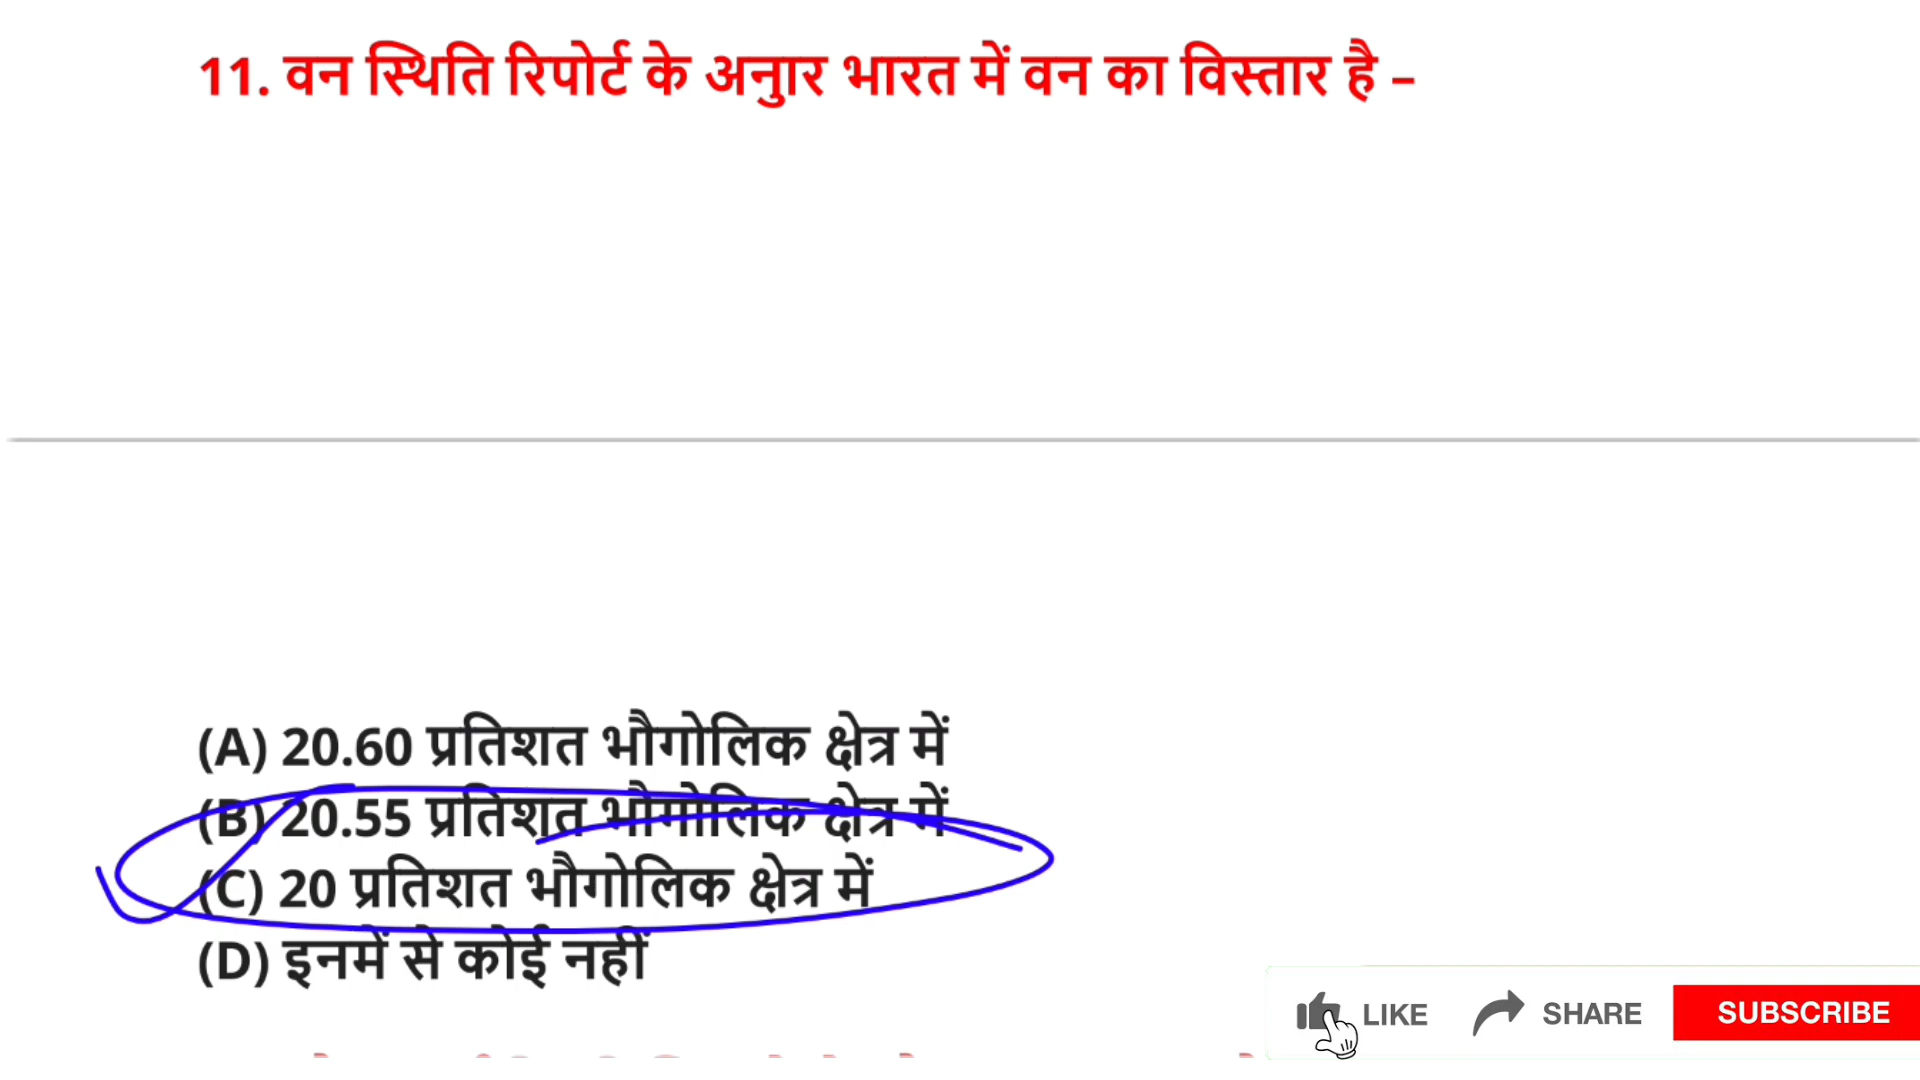 11. वन स्थिति रिपोर्ट के अनुार भारत में वन का विस्तार है –
(A) 20.60 प्रतिशत भौगोलिक क्षेत्र में
(B) 20.55 प्रतिशत भौगोलिक क्षेत्र में
(C) 20 प्रतिशत भौगोलिक क्षेत्र में
(D) इनमें से कोई नहीं
LIKE SHARE SUBSCRIBE